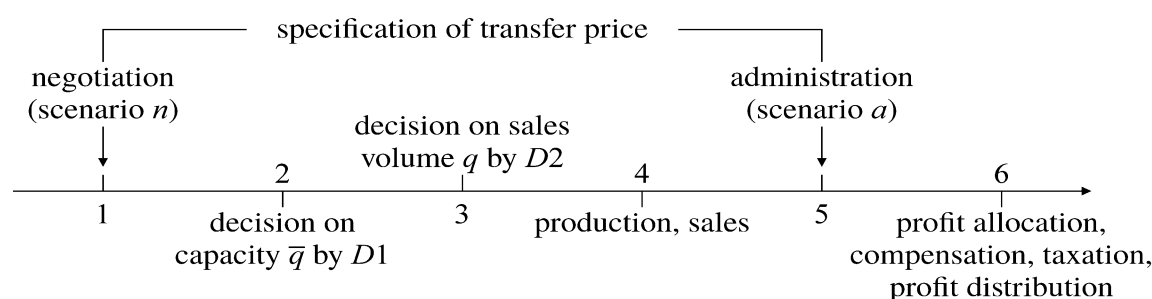 specification of transfer price
negotiation
(scenario n)
administration
(scenario a)
decision on sales
volume q by D2
2
4
6
1
3
5
decision on
capacity q̅ by D1
production, sales
profit allocation,
compensation, taxation,
profit distribution